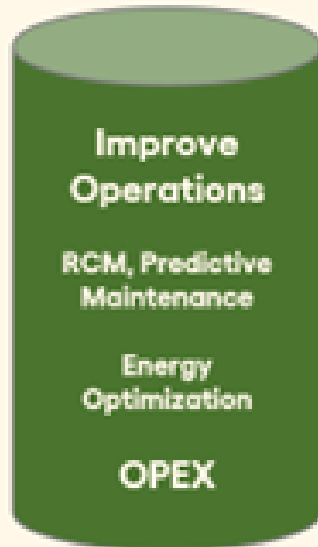 Improve
Operations
RCM, Predictive
Maintenance
Energy
Optimization
OPEX